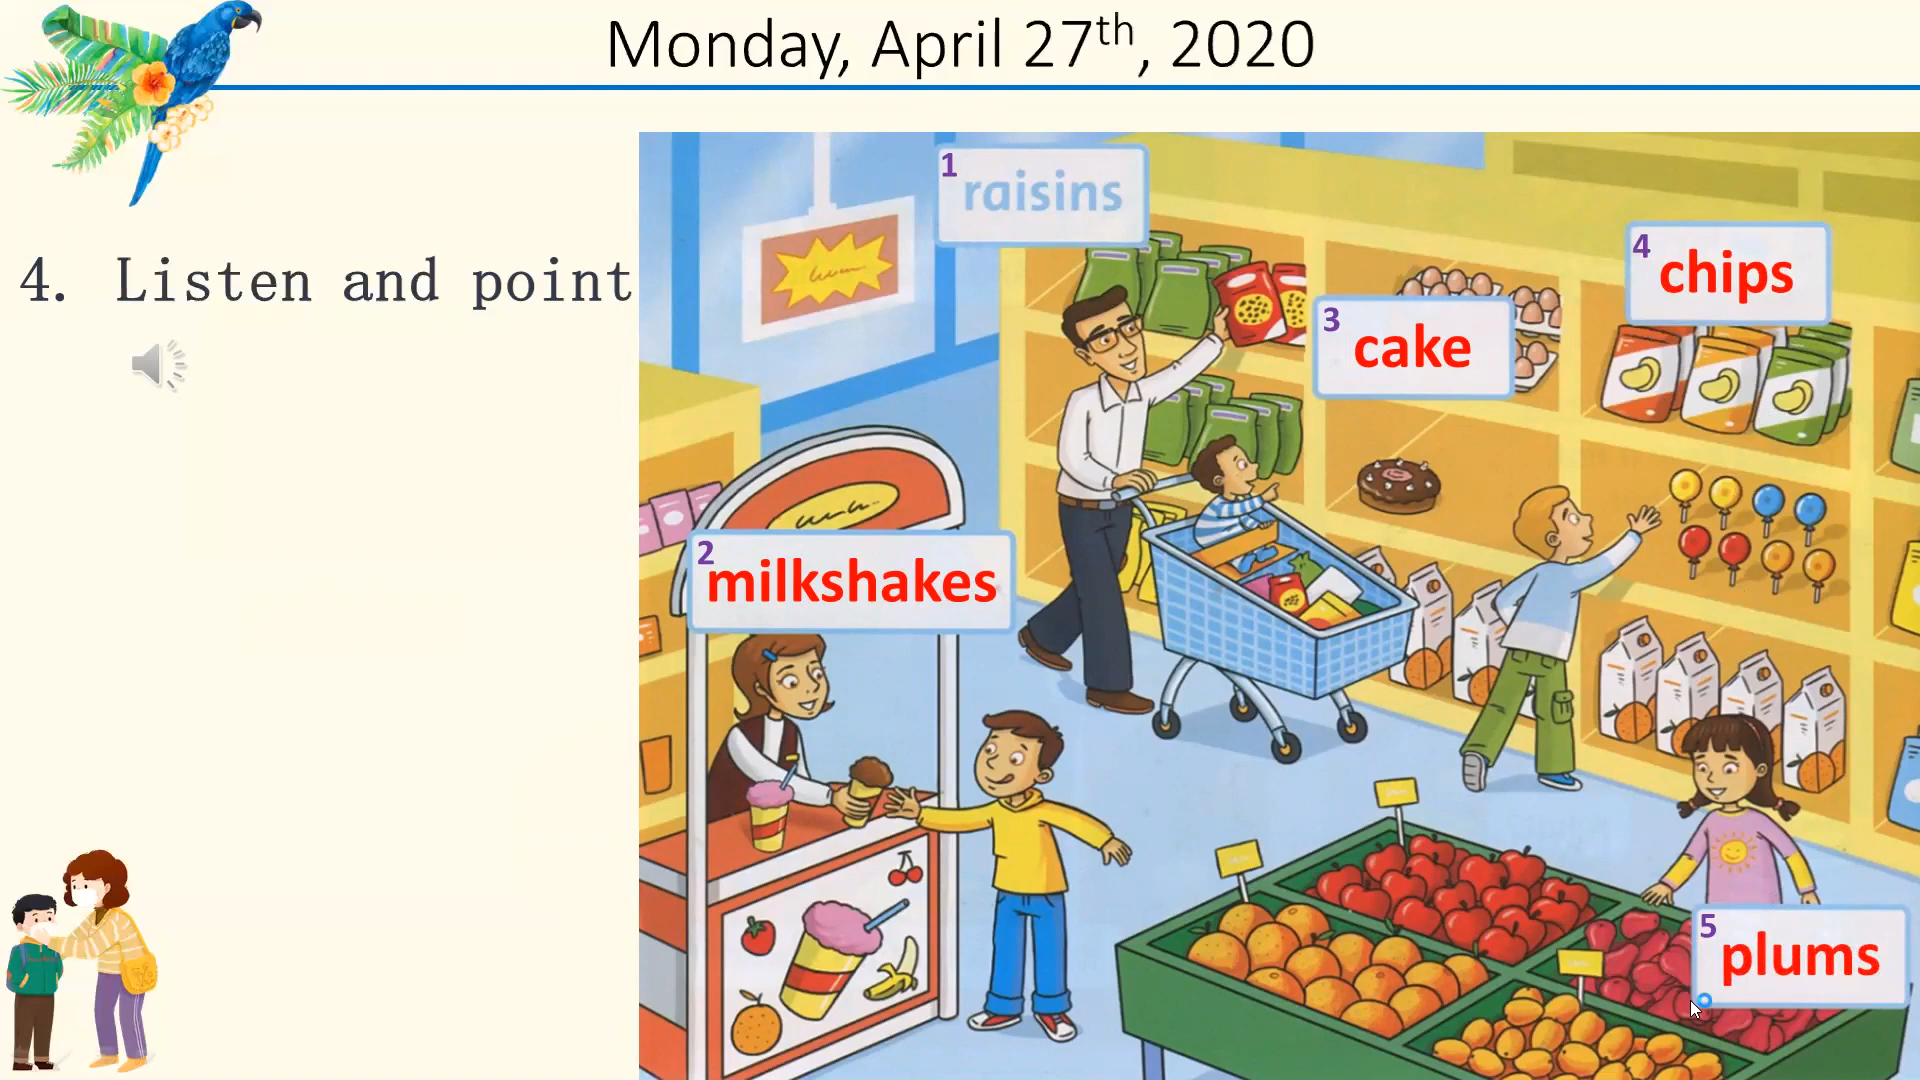 Monday, April 27th, 2020
4. Listen and point
1 raisins
4 chips
3 cake
2 milkshakes
5 plums